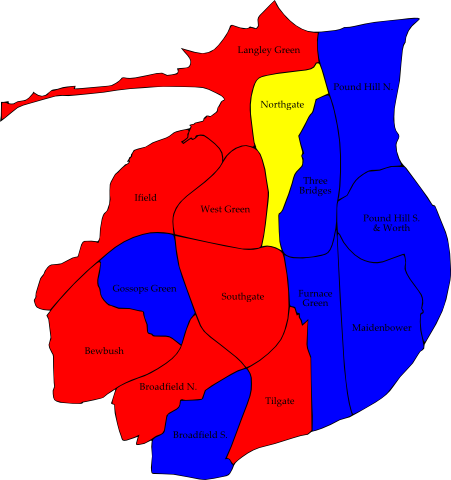 Langley Green
Pound Hill N.
Northgate
Three
Bridges
Ifield
West Green
Pound Hill S.
& Worth
Gossops Green
Southgate
Furnace
Green
Maidenbower
Bewbush
Broadfield N.
Tilgate
Broadfield S.